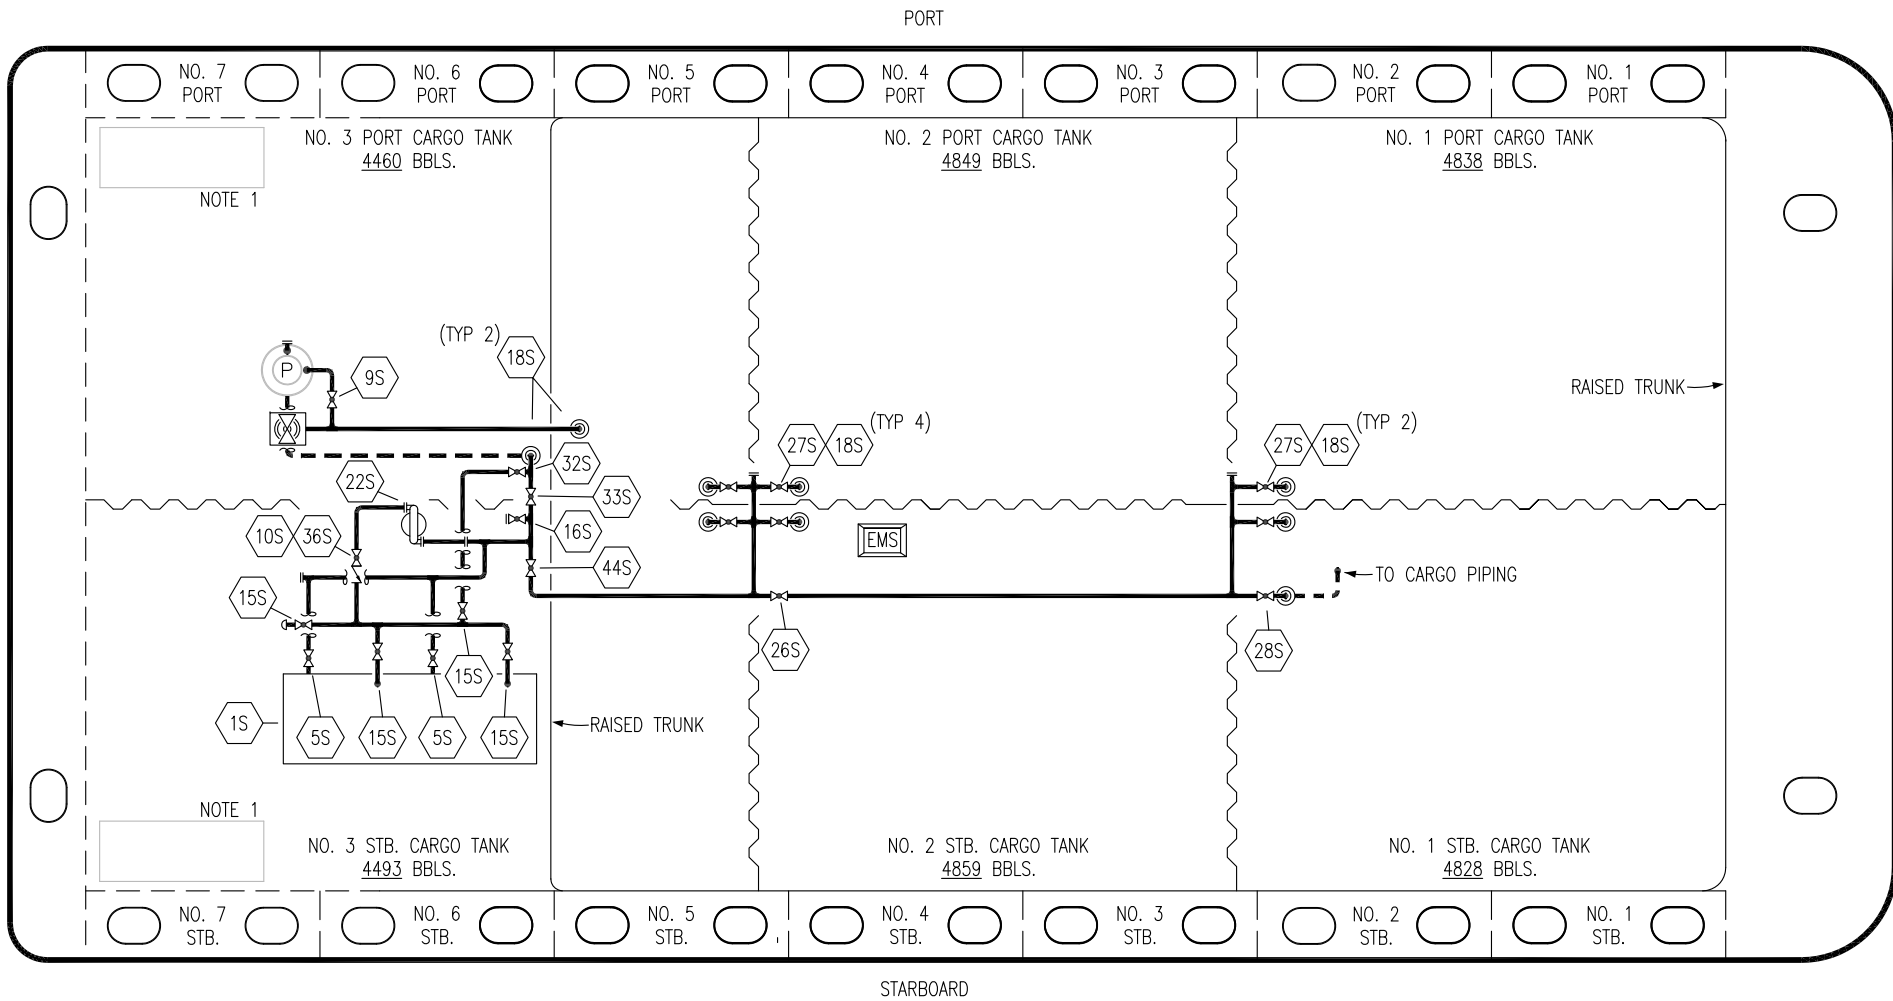 PORT
NO. 7
PORT
NO. 6
PORT
NO. 5
PORT
NO. 4
PORT
NO. 3
PORT
NO. 2
PORT
NO. 1
PORT
NO. 3 PORT CARGO TANK
4460 BBLS.
NO. 2 PORT CARGO TANK
4849 BBLS.
NO. 1 PORT CARGO TANK
4838 BBLS.
NOTE 1
(TYP 2)
18S
P
9S
RAISED TRUNK
(TYP 4)
27S
18S
(TYP 2)
27S
18S
32S
22S
33S
16S
10S
36S
EMS
44S
TO CARGO PIPING
15S
26S
28S
15S
1S
5S
15S
5S
15S
RAISED TRUNK
NOTE 1
NO. 3 STB. CARGO TANK
4493 BBLS.
NO. 2 STB. CARGO TANK
4859 BBLS.
NO. 1 STB. CARGO TANK
4828 BBLS.
NO. 7
STB.
NO. 6
STB.
NO. 5
STB.
NO. 4
STB.
NO. 3
STB.
NO. 2
STB.
NO. 1
STB.
STARBOARD